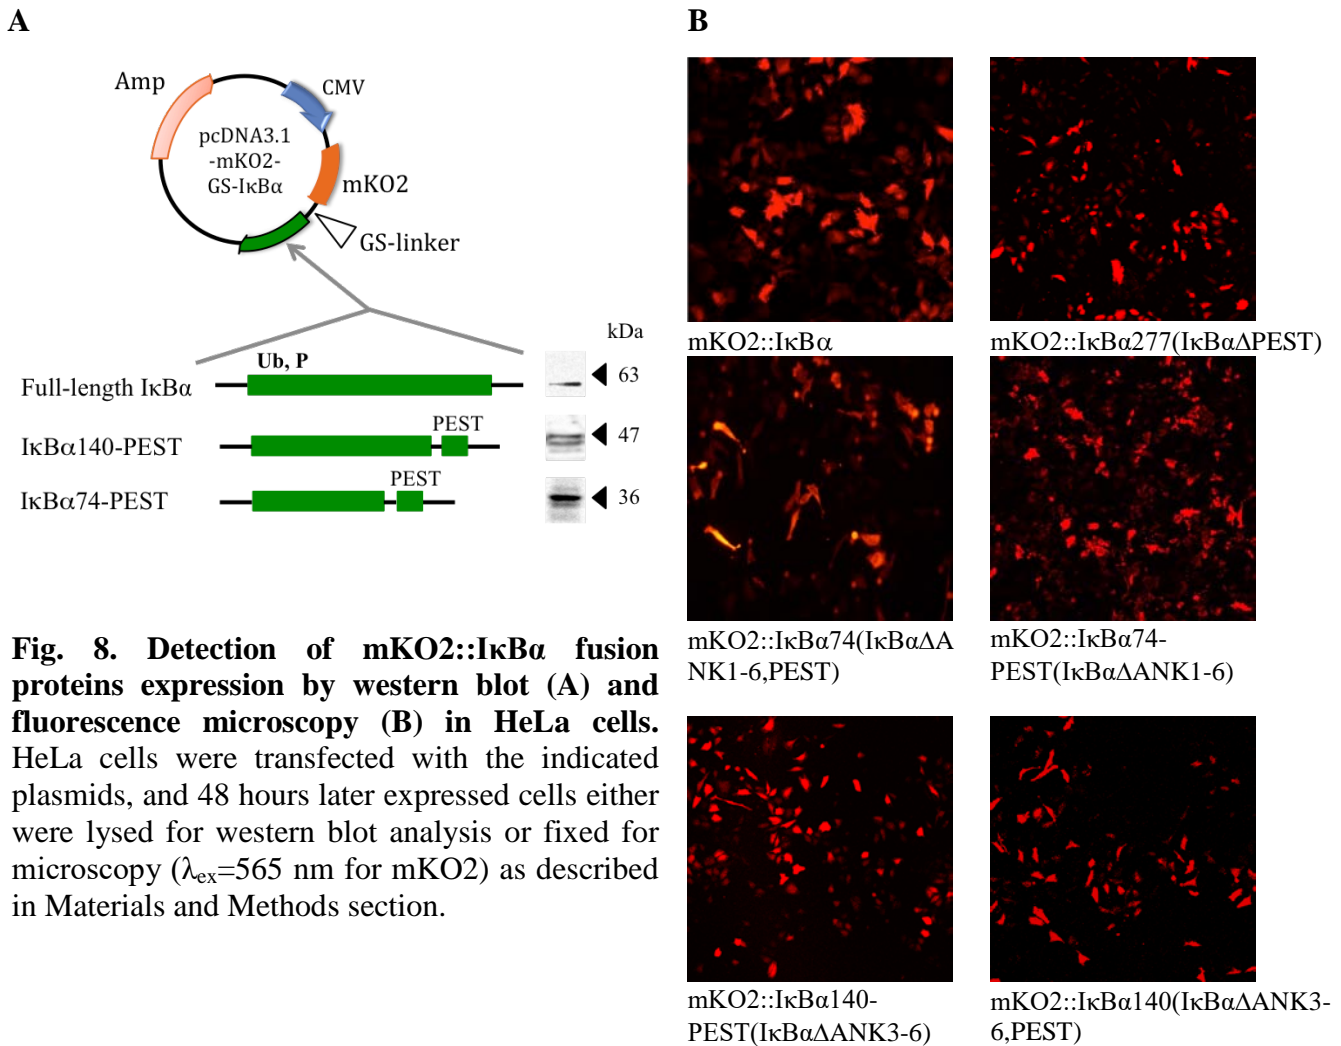 A
Amp
CMV
pcDNA3.1
-mKO2-
GS-IκBα
mKO2
GS-linker
kDa
Ub, P
Full-length IκBα
63
PEST
IκBα140-PEST
47
PEST
IκBα74-PEST
36
Fig. 8. Detection of mKO2::IκBα fusion
proteins expression by western blot (A) and
fluorescence microscopy (B) in HeLa cells.
HeLa cells were transfected with the indicated
plasmids, and 48 hours later expressed cells either
were lysed for western blot analysis or fixed for
microscopy (λex=565 nm for mKO2) as described
in Materials and Methods section.
B
mKO2::IκBα
mKO2::IκBα277(IκBαΔPEST)
mKO2::IκBα74(IκBαΔA
NK1-6,PEST)
mKO2::IκBα74-
PEST(IκBαΔANK1-6)
mKO2::IκBα140-
PEST(IκBαΔANK3-6)
mKO2::IκBα140(IκBαΔANK3-
6,PEST)